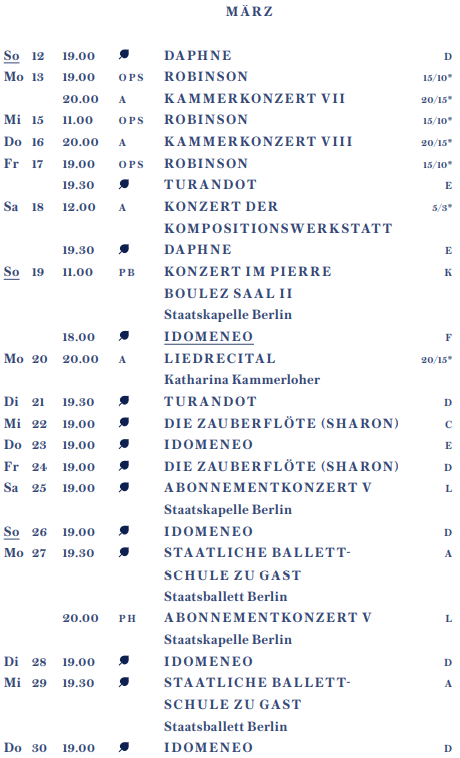 MÄRZ
So 12 19.00 DAPHNE D
Mo 13 19.00 OPS ROBINSON 15/10*
20.00 A KAMMERKONZERT VII 20/15*
Mi 15 11.00 OPS ROBINSON 15/10*
Do 16 20.00 A KAMMERKONZERT VIII 20/15*
Fr 17 19.00 OPS ROBINSON 15/10*
19.30 TURANDOT E
Sa 18 12.00 A KONZERT DER 5/3*
KOMPOSITIONSWERKSTATT
19.30 DAPHNE E
So 19 11.00 PB KONZERT IM PIERRE K
BOULEZ SAAL II
Staatskapelle Berlin
18.00 IDOMENEO F
Mo 20 20.00 A LIEDRECITAL 20/15*
Katharina Kammerloher
Di 21 19.30 TURANDOT D
Mi 22 19.00 DIE ZAUBERFLÖTE (SHARON) C
Do 23 19.00 IDOMENEO E
Fr 24 19.00 DIE ZAUBERFLÖTE (SHARON) D
Sa 25 19.00 ABONNEMENTKONZERT V L
Staatskapelle Berlin
So 26 19.00 IDOMENEO D
Mo 27 19.30 STAATLICHE BALLETT- A
SCHULE ZU GAST
Staatsballett Berlin
20.00 PH ABONNEMENTKONZERT V L
Staatskapelle Berlin
Di 28 19.00 IDOMENEO D
Mi 29 19.30 STAATLICHE BALLETT- A
SCHULE ZU GAST
Staatsballett Berlin
Do 30 19.00 IDOMENEO D